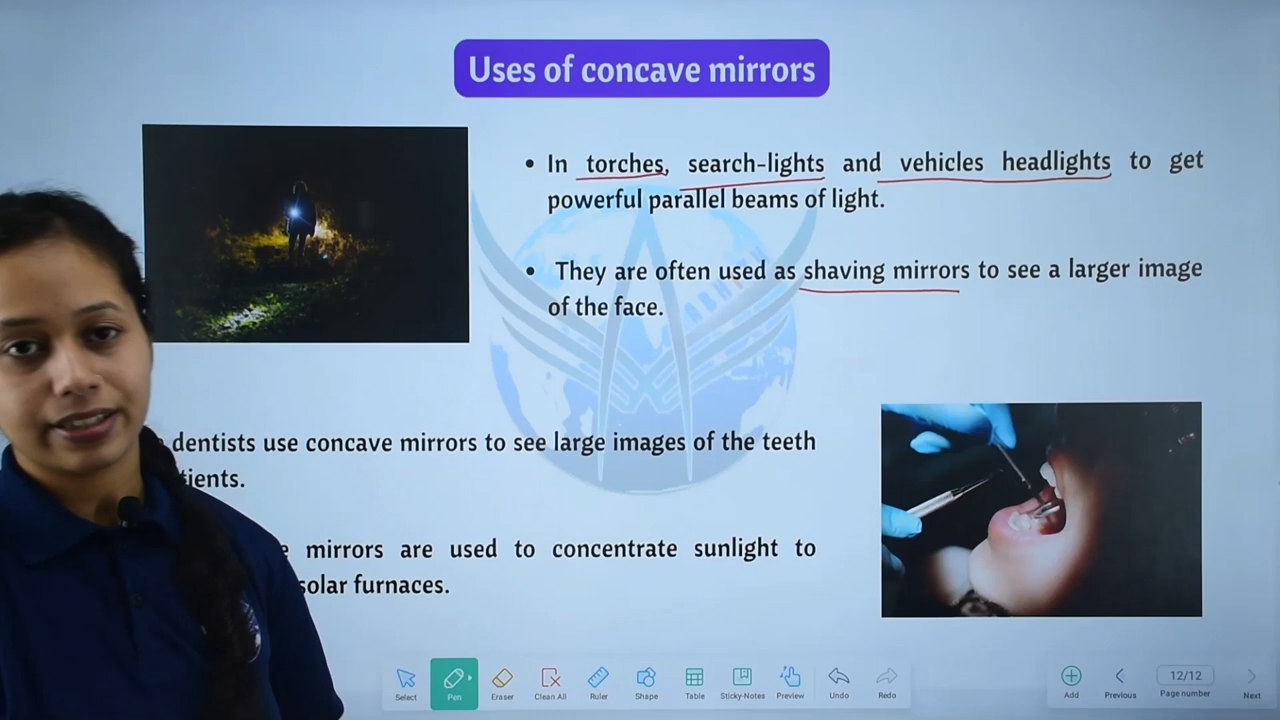 Uses of concave mirrors
• In torches, search-lights and vehicles headlights to get
powerful parallel beams of light.
• They are often used as shaving mirrors to see a larger image
of the face.
dentists use concave mirrors to see large images of the teeth
tients.
mirrors are used to concentrate sunlight to
solar furnaces.
Select Pen Eraser Clean All Ruler Shape Table Sticky-Notes Preview Undo Redo Add Previous 12/12 Page number Next